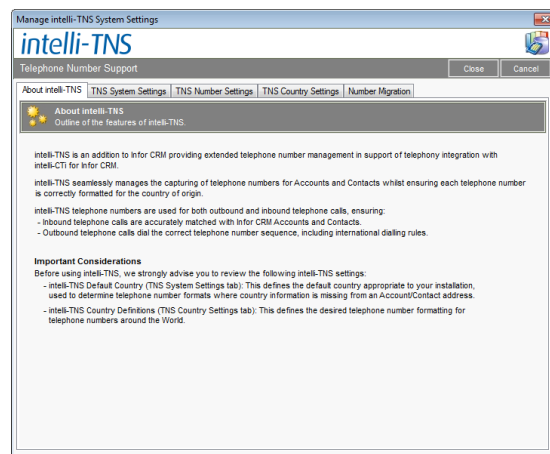 Manage intelli-TNS System Settings
intelli-TNS
Telephone Number Support
Close
Cancel
About intelli-TNS
TNS System Settings
TNS Number Settings
TNS Country Settings
Number Migration
About intelli-TNS
Outline of the features of intelli-TNS.
intelli-TNS is an addition to Infor CRM providing extended telephone number management in support of telephony integration with
intelli-CTi for Infor CRM.
intelli-TNS seamlessly manages the capturing of telephone numbers for Accounts and Contacts whilst ensuring each telephone number
is correctly formatted for the country of origin.
intelli-TNS telephone numbers are used for both outbound and inbound telephone calls, ensuring:
- Inbound telephone calls are accurately matched with Infor CRM Accounts and Contacts.
- Outbound telephone calls dial the correct telephone number sequence, including international dialling rules.
Important Considerations
Before using intelli-TNS, we strongly advise you to review the following intelli-TNS settings:
- intelli-TNS Default Country (TNS System Settings tab): This defines the default country appropriate to your installation,
used to determine telephone number formats where country information is missing from an Account/Contact address.
- intelli-TNS Country Definitions (TNS Country Settings tab): This defines the desired telephone number formatting for
telephone numbers around the World.